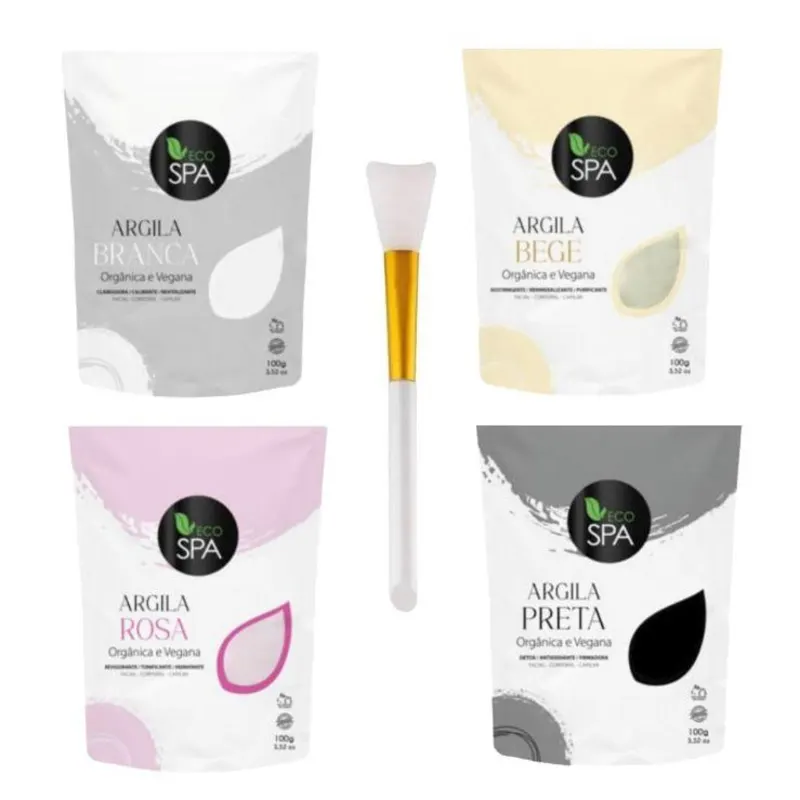 ECO
SPA
ARGILA
BRANCA
Orgânica e Vegana
CLAREADORA / CALMANTE / REVITALIZANTE
FACIAL - CORPORAL - CAPILAR
100g
3.52 oz
ECO
SPA
ARGILA
BEGE
Orgânica e Vegana
ADSTRINGENTE / REMINERALIZANTE / PURIFICANTE
FACIAL - CORPORAL - CAPILAR
100g
3.52 oz
ECO
SPA
ARGILA
ROSA
Orgânica e Vegana
REVIGORANTE / TONIFICANTE / HIDRATANTE
FACIAL - CORPORAL - CAPILAR
100g
3.52 oz
ECO
SPA
ARGILA
PRETA
Orgânica e Vegana
DETOX / ANTIOXIDANTE / FIRMADORA
FACIAL - CORPORAL - CAPILAR
100g
3.52 oz